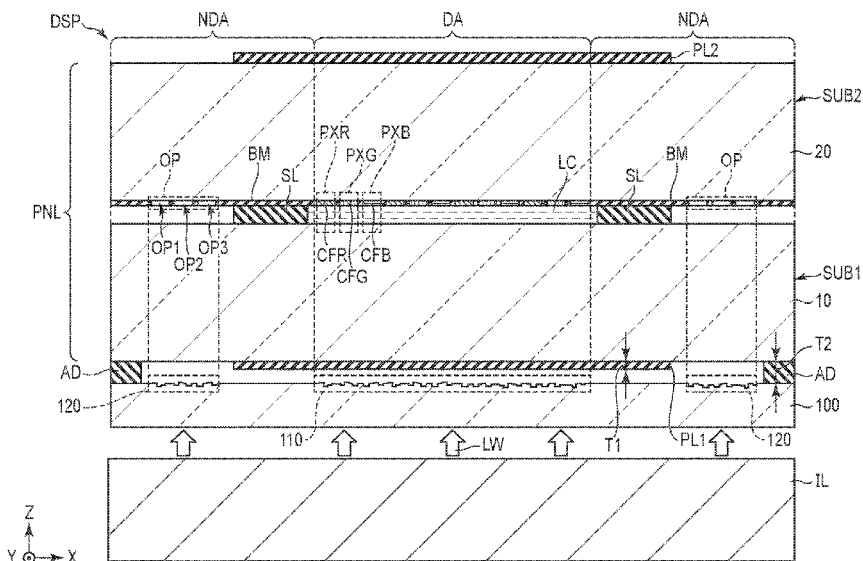 DSP NDA DA NDA
PL2
SUB2
PXR PXB
OP BM PXG LC BM OP 20
SL SL
PNL
OP1 OP3 CFR CFB
OP2 CFG SUB1
10
T2
AD AD
120 110 LW T1 PL1 120 100
IL
Z
Y X